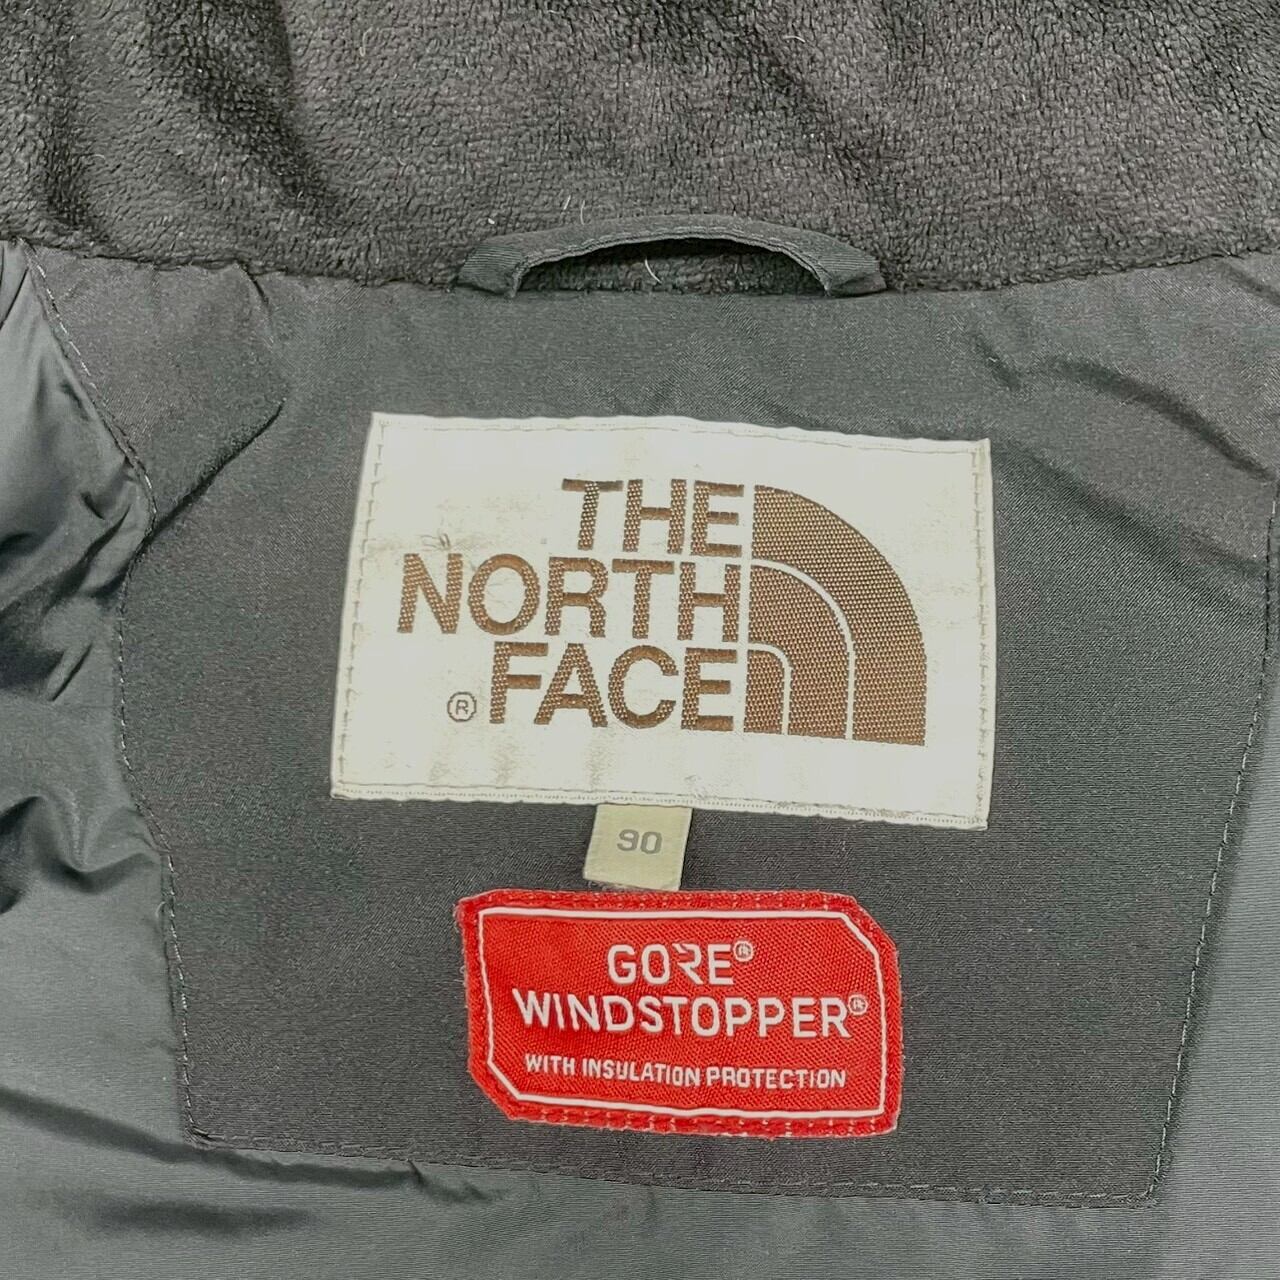 THE
NORTH
® FACE
90
GORE®
WINDSTOPPER®
WITH INSULATION PROTECTION